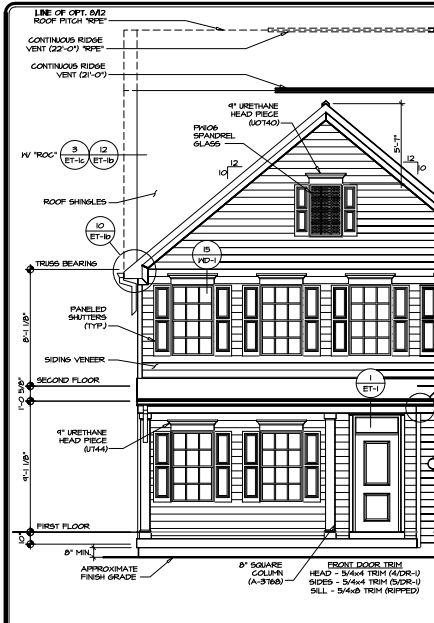 LINE OF OPT. 8/12
ROOF PITCH "RPE"
CONTINUOUS RIDGE
VENT (22'-0") "RPE"
CONTINUOUS RIDGE
VENT (21'-0")
9" URETHANE
HEAD PIECE
(UO740)
PW106
SPANDREL
GLASS
5'-7"
12
10
12
10
W/ "ROC"
3
ET-1c
12
ET-1b
ROOF SHINGLES
10
ET-1b
15
WD-1
TRUSS BEARING
PANELED
SHUTTERS
(TYP.)
8'-1 1/8"
SIDING VENEER
SECOND FLOOR
1'-0 5/8"
1
ET-1
9" URETHANE
HEAD PIECE
(U744)
9'-1 1/8"
FIRST FLOOR
10"
8" MIN.
APPROXIMATE
FINISH GRADE
8" SQUARE
COLUMN
(A-3788)
FRONT DOOR TRIM
HEAD - 5/4x4 TRIM (4/DR-1)
SIDES - 5/4x4 TRIM (5/DR-1)
SILL - 5/4x8 TRIM (RIPPED)